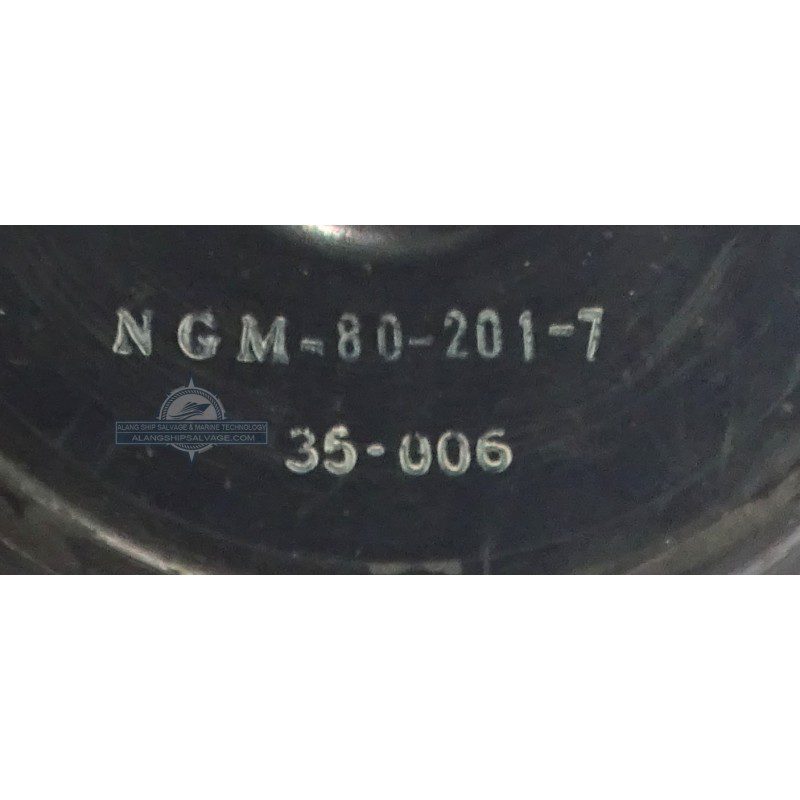 NGM-80-201-7
ALANG SHIP SALVAGE & MARINE TECHNOLOGY
ALANGSHIPSALVAGE.COM
35-006